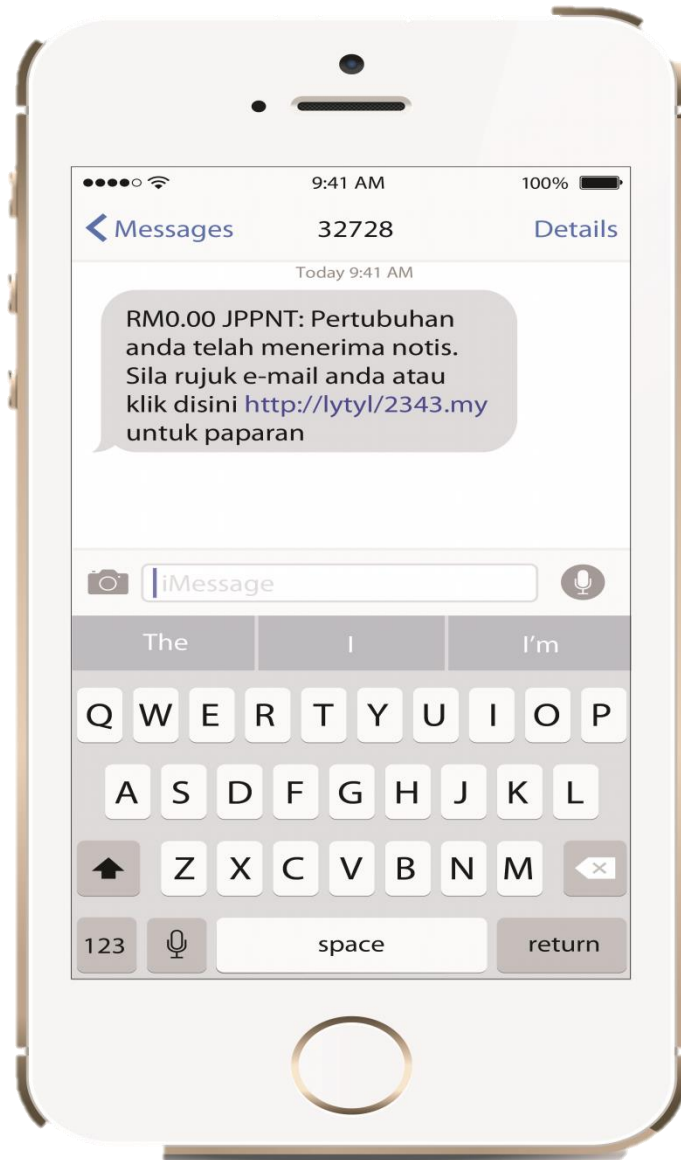 9:41 AM
100%
Messages
32728
Details
Today 9:41 AM
RM0.00 JPPNT: Pertubuhan
anda telah menerima notis.
Sila rujuk e-mail anda atau
klik disini http://lytyl/2343.my
untuk paparan
iMessage
The
I
I'm
Q W E R T Y U I O P
A S D F G H J K L
Z X C V B N M
123
space
return